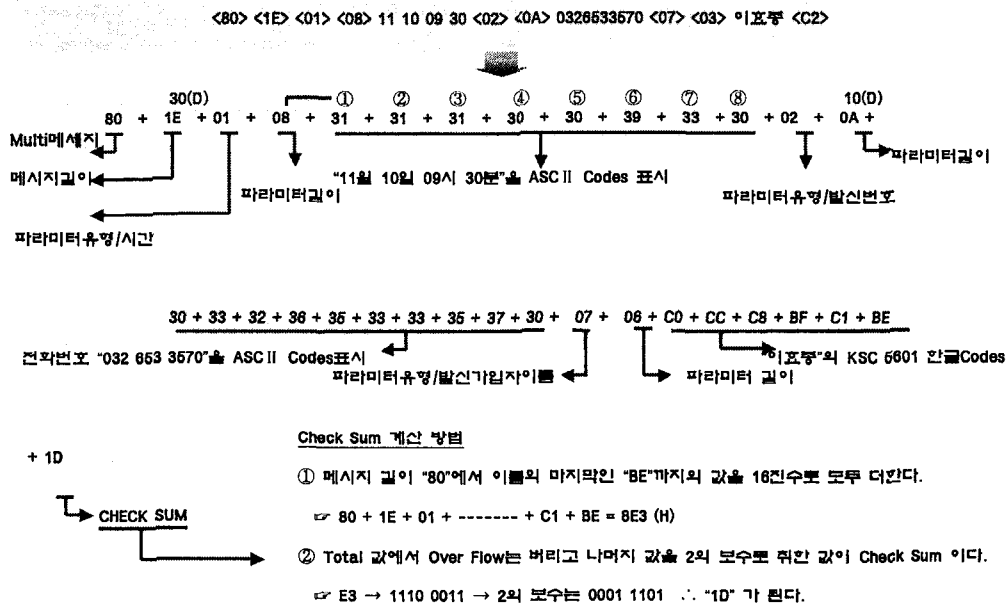 <80> <1E> <01> <08> 11 10 09 30 <02> <0A> 0326533570 <07> <03> 이효종 <C2>
30(D) ① ② ③ ④ ⑤ ⑥ ⑦ ⑧ 10(D)
80 + 1E + 01 + 08 + 31 + 31 + 31 + 30 + 30 + 39 + 33 + 30 + 02 + 0A +
Multi메세지
메시지길이
파라미터길이
"11월 10일 09시 30분"을 ASCⅡ Codes 표시
파라미터길이
파라미터유형/발신번호
파라미터유형/시간
30 + 33 + 32 + 36 + 35 + 33 + 33 + 35 + 37 + 30 + 07 + 06 + C0 + CC + C8 + BF + C1 + BE
전화번호 "032 653 3570"을 ASCⅡ Codes표시
"이효종"의 KSC 5601 한글Codes
파라미터유형/발신가입자이름
파라미터 길이
+ 1D
CHECK SUM
Check Sum 계산 방법
① 메시지 길이 "80"에서 이름의 마지막인 "BE"까지의 값을 16진수로 모두 더한다.
☞ 80 + 1E + 01 + ------- + C1 + BE = 8E3 (H)
② Total 값에서 Over Flow는 버리고 나머지 값을 2의 보수로 취한 값이 Check Sum 이다.
☞ E3 → 1110 0011 → 2의 보수는 0001 1101 ∴ "1D" 가 된다.